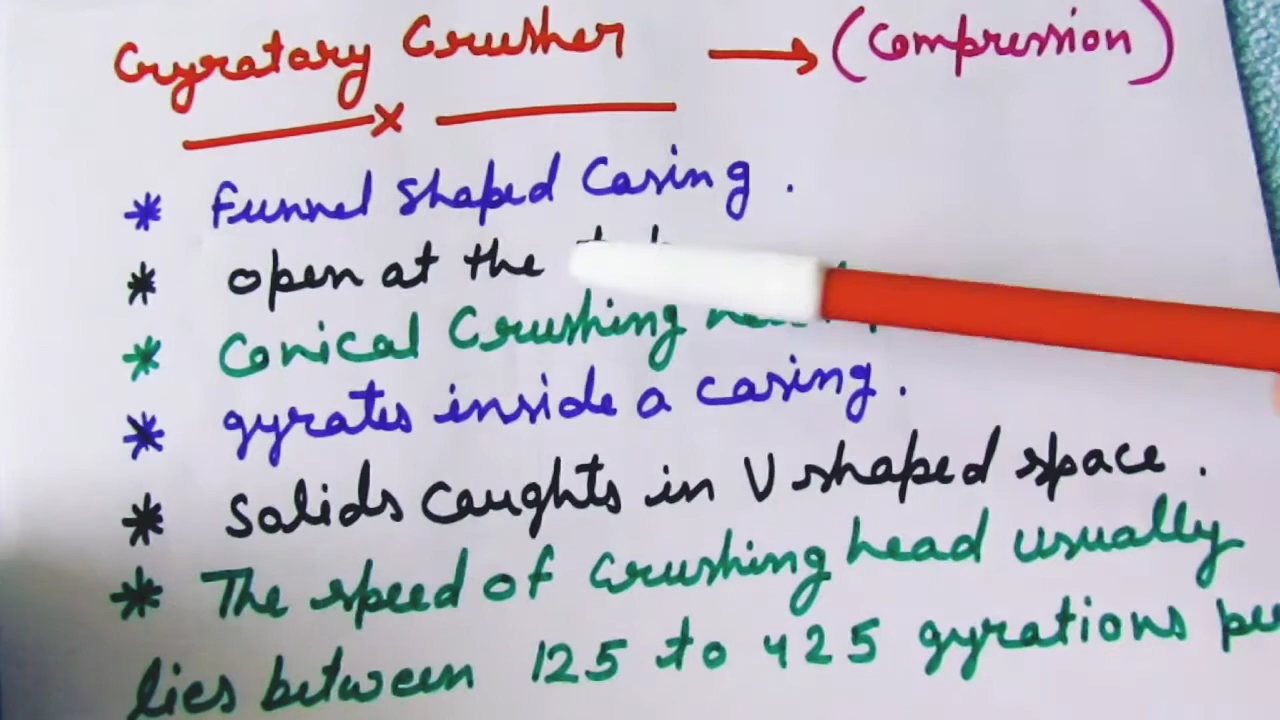 Gyratary Crusher → (Compression)
* Funnel Shaped Casing .
* open at the
* Conical Crushing
* gyrates inside a casing .
* Solids caughts in V shaped space .
* The speed of crushing head usually
lies between 125 to 425 gyrations